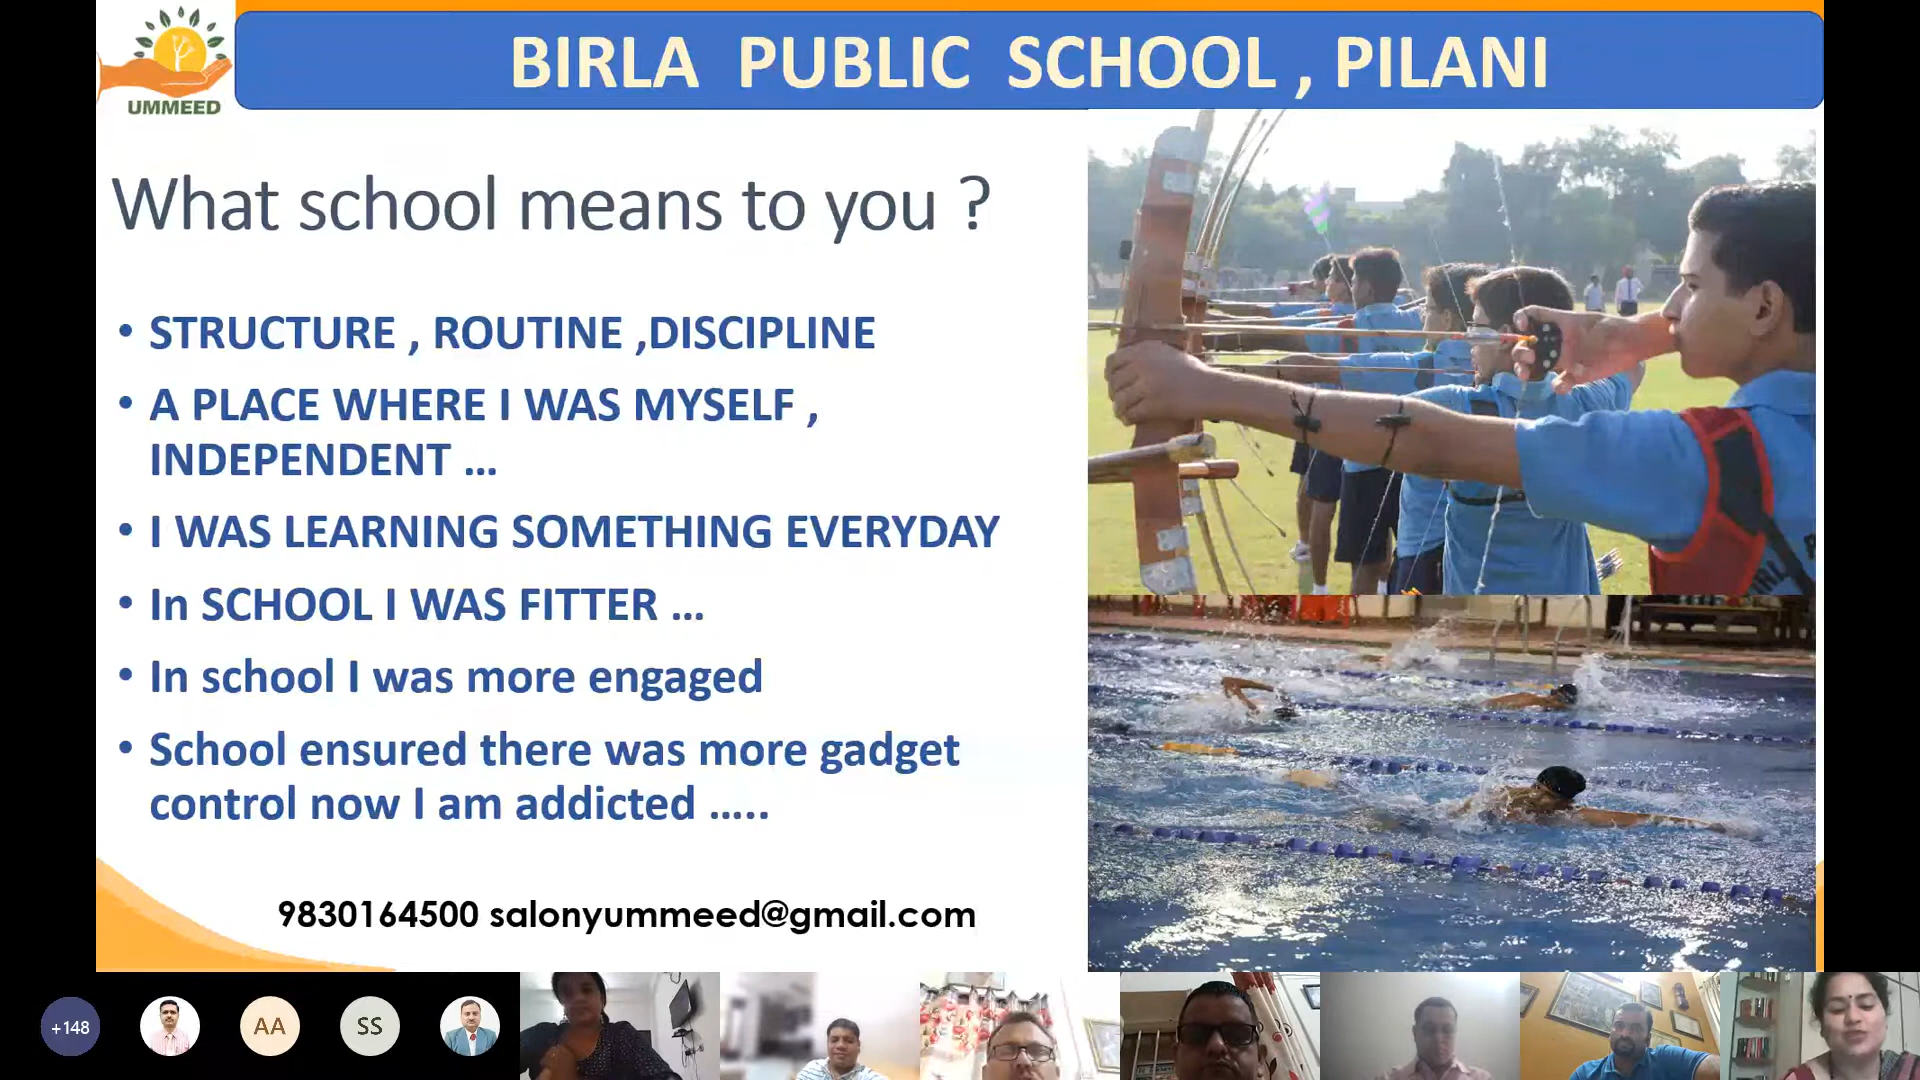 UMMEED
BIRLA PUBLIC SCHOOL , PILANI
What school means to you ?
• STRUCTURE , ROUTINE ,DISCIPLINE
• A PLACE WHERE I WAS MYSELF ,
INDEPENDENT ...
• I WAS LEARNING SOMETHING EVERYDAY
• In SCHOOL I WAS FITTER ...
• In school I was more engaged
• School ensured there was more gadget
control now I am addicted .....
9830164500 salonyummeed@gmail.com
+148
AA
SS